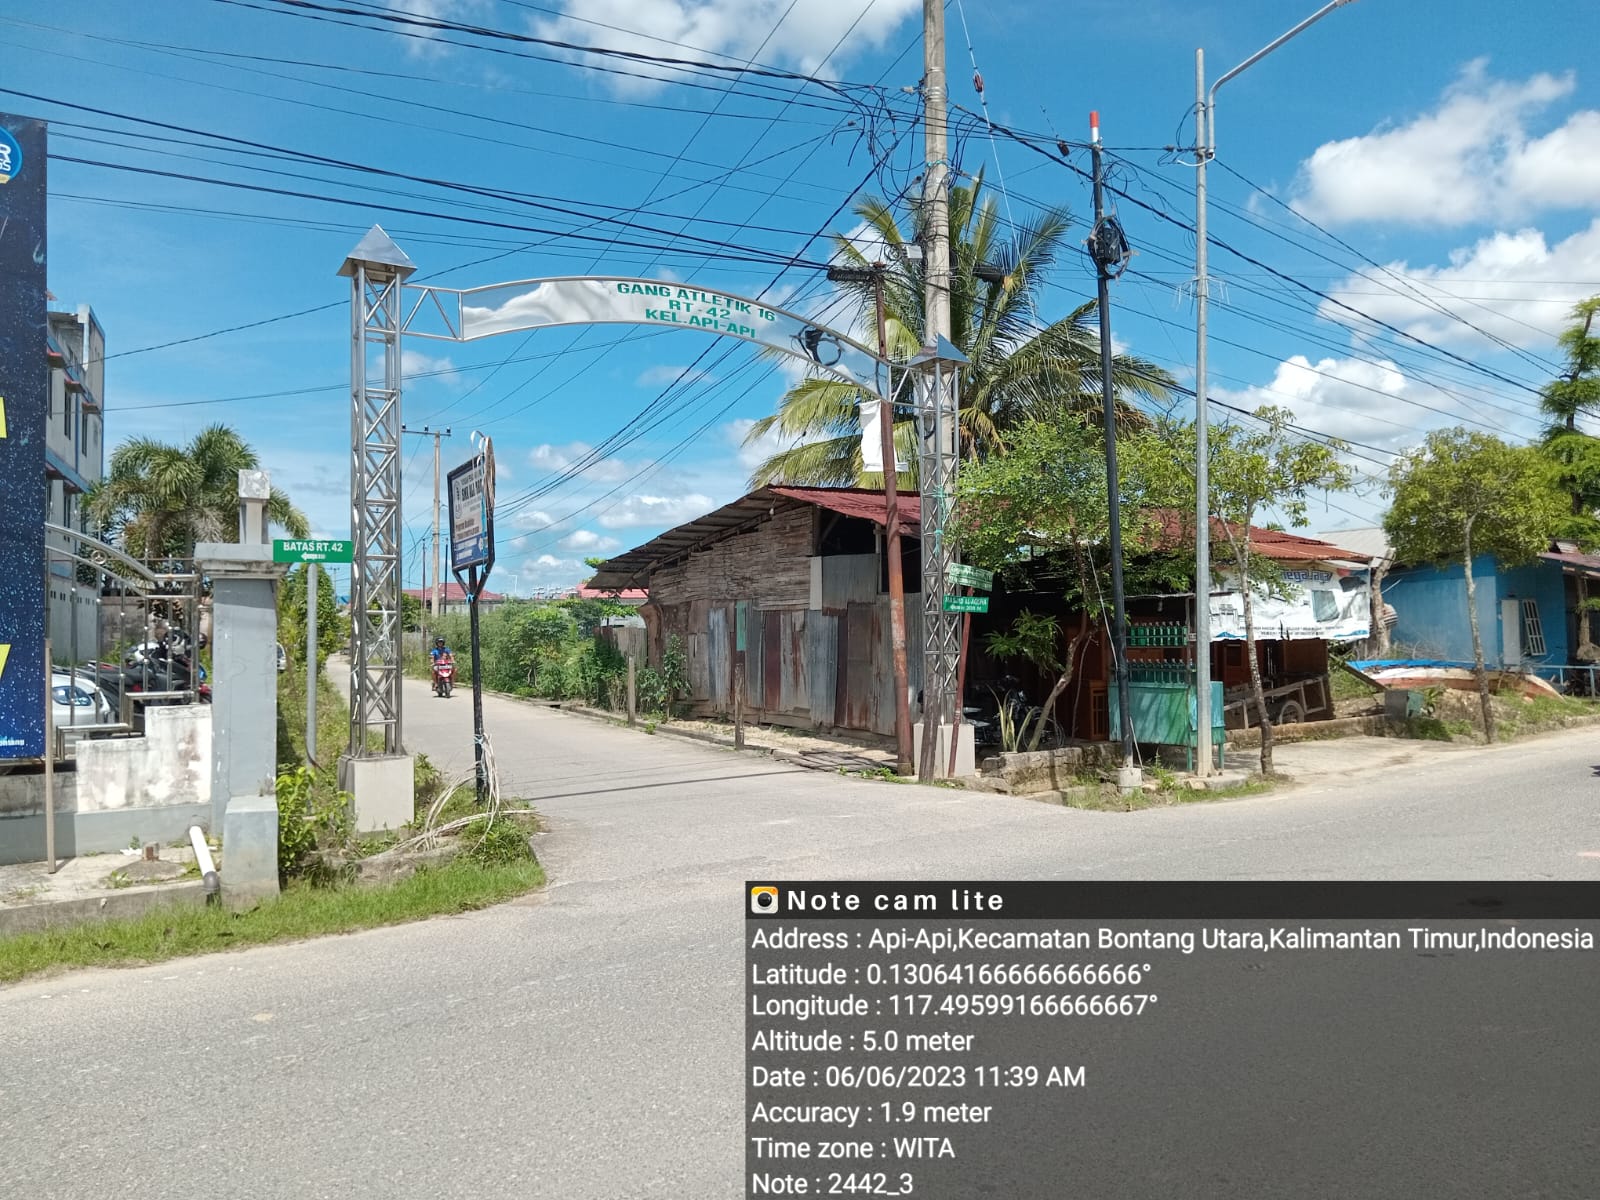 GANG ATLETIK 16
RT - 42
KEL.API-API
BATAS RT. 42
Note cam lite
Address : Api-Api,Kecamatan Bontang Utara,Kalimantan Timur,Indonesia
Latitude : 0.13064166666666666°
Longitude : 117.49599166666667°
Altitude : 5.0 meter
Date : 06/06/2023 11:39 AM
Accuracy : 1.9 meter
Time zone : WITA
Note : 2442_3